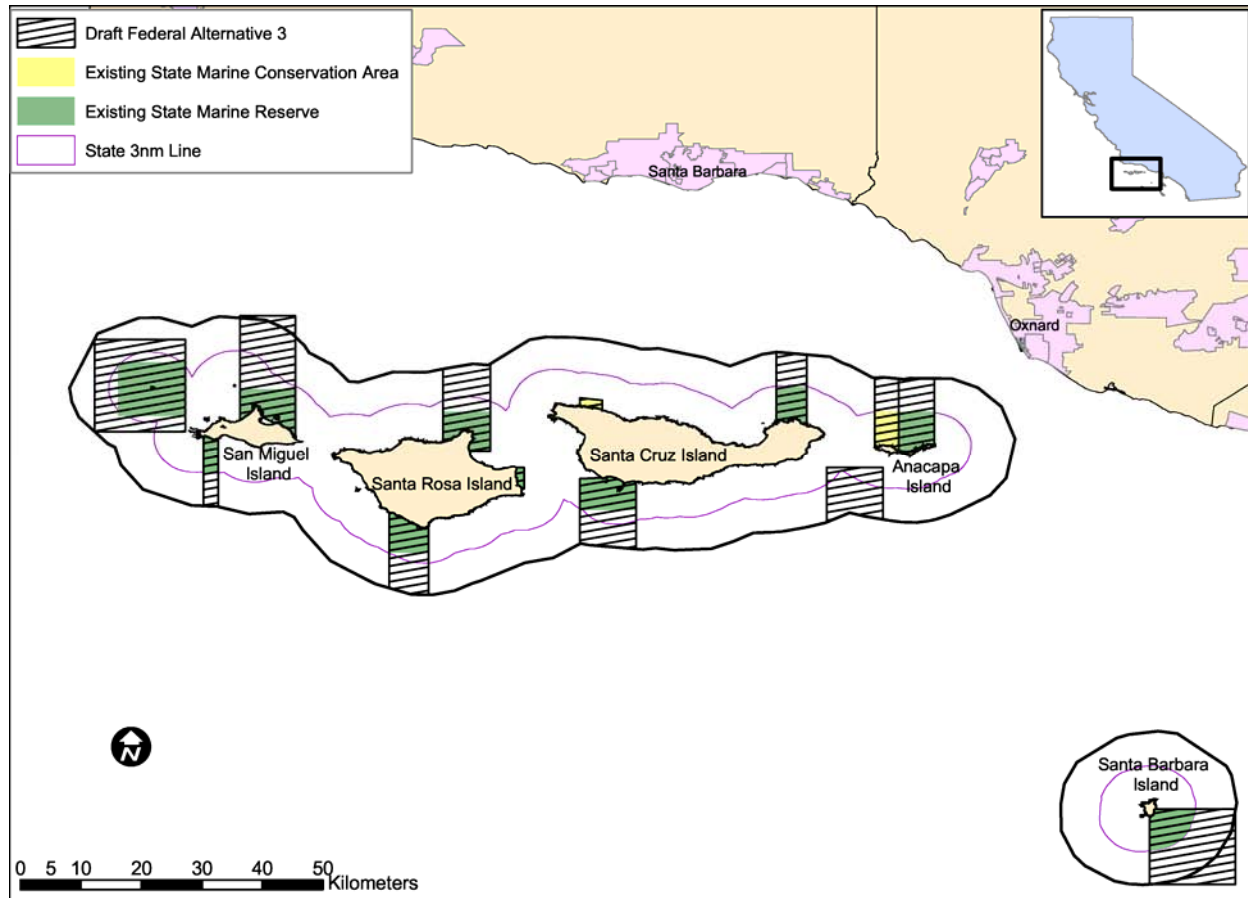 Draft Federal Alternative 3
Existing State Marine Conservation Area
Existing State Marine Reserve
State 3nm Line
Santa Barbara
Oxnard
San Miguel
Island
Santa Rosa Island
Santa Cruz Island
Anacapa
Island
N
Santa Barbara
Island
0 5 10 20 30 40 50
Kilometers